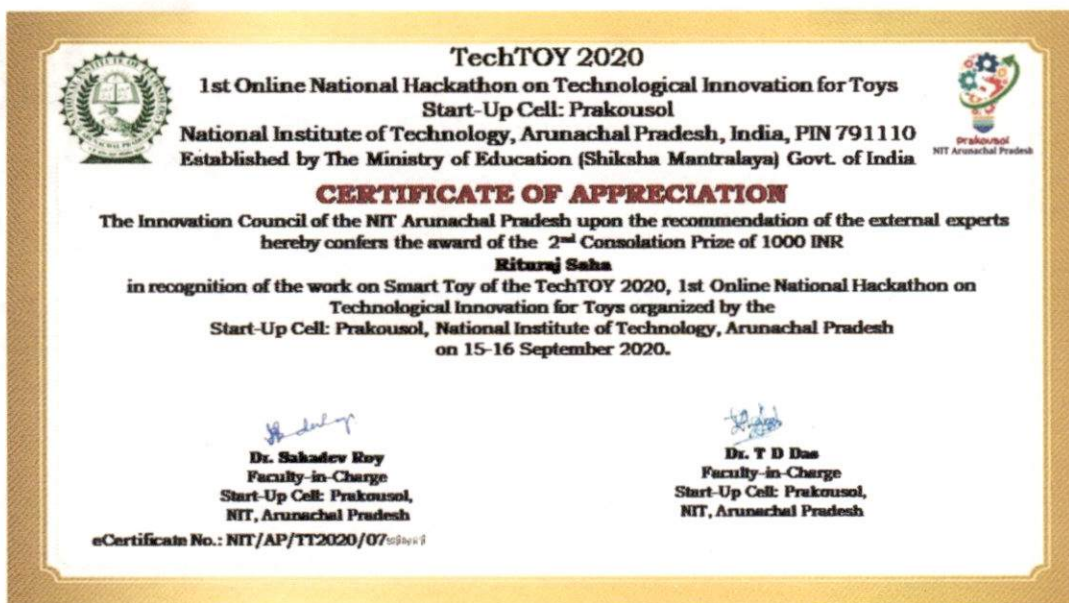 TechTOY 2020
1st Online National Hackathon on Technological Innovation for Toys
Start-Up Cell: Prakousol
National Institute of Technology, Arunachal Pradesh, India, PIN 791110
Established by The Ministry of Education (Shiksha Mantralaya) Govt. of India
Prakousol
NIT Arunachal Pradesh
CERTIFICATE OF APPRECIATION
The Innovation Council of the NIT Arunachal Pradesh upon the recommendation of the external experts
hereby confers the award of the 2nd Consolation Prize of 1000 INR
Rituraj Saha
in recognition of the work on Smart Toy of the TechTOY 2020, 1st Online National Hackathon on
Technological Innovation for Toys organized by the
Start-Up Cell: Prakousol, National Institute of Technology, Arunachal Pradesh
on 15-16 September 2020.
Dr. Sahadev Roy
Faculty-in-Charge
Start-Up Cell: Prakousol,
NIT, Arunachal Pradesh
Dr. T D Das
Faculty-in-Charge
Start-Up Cell: Prakousol,
NIT, Arunachal Pradesh
eCertificate No.: NIT/AP/TT2020/07